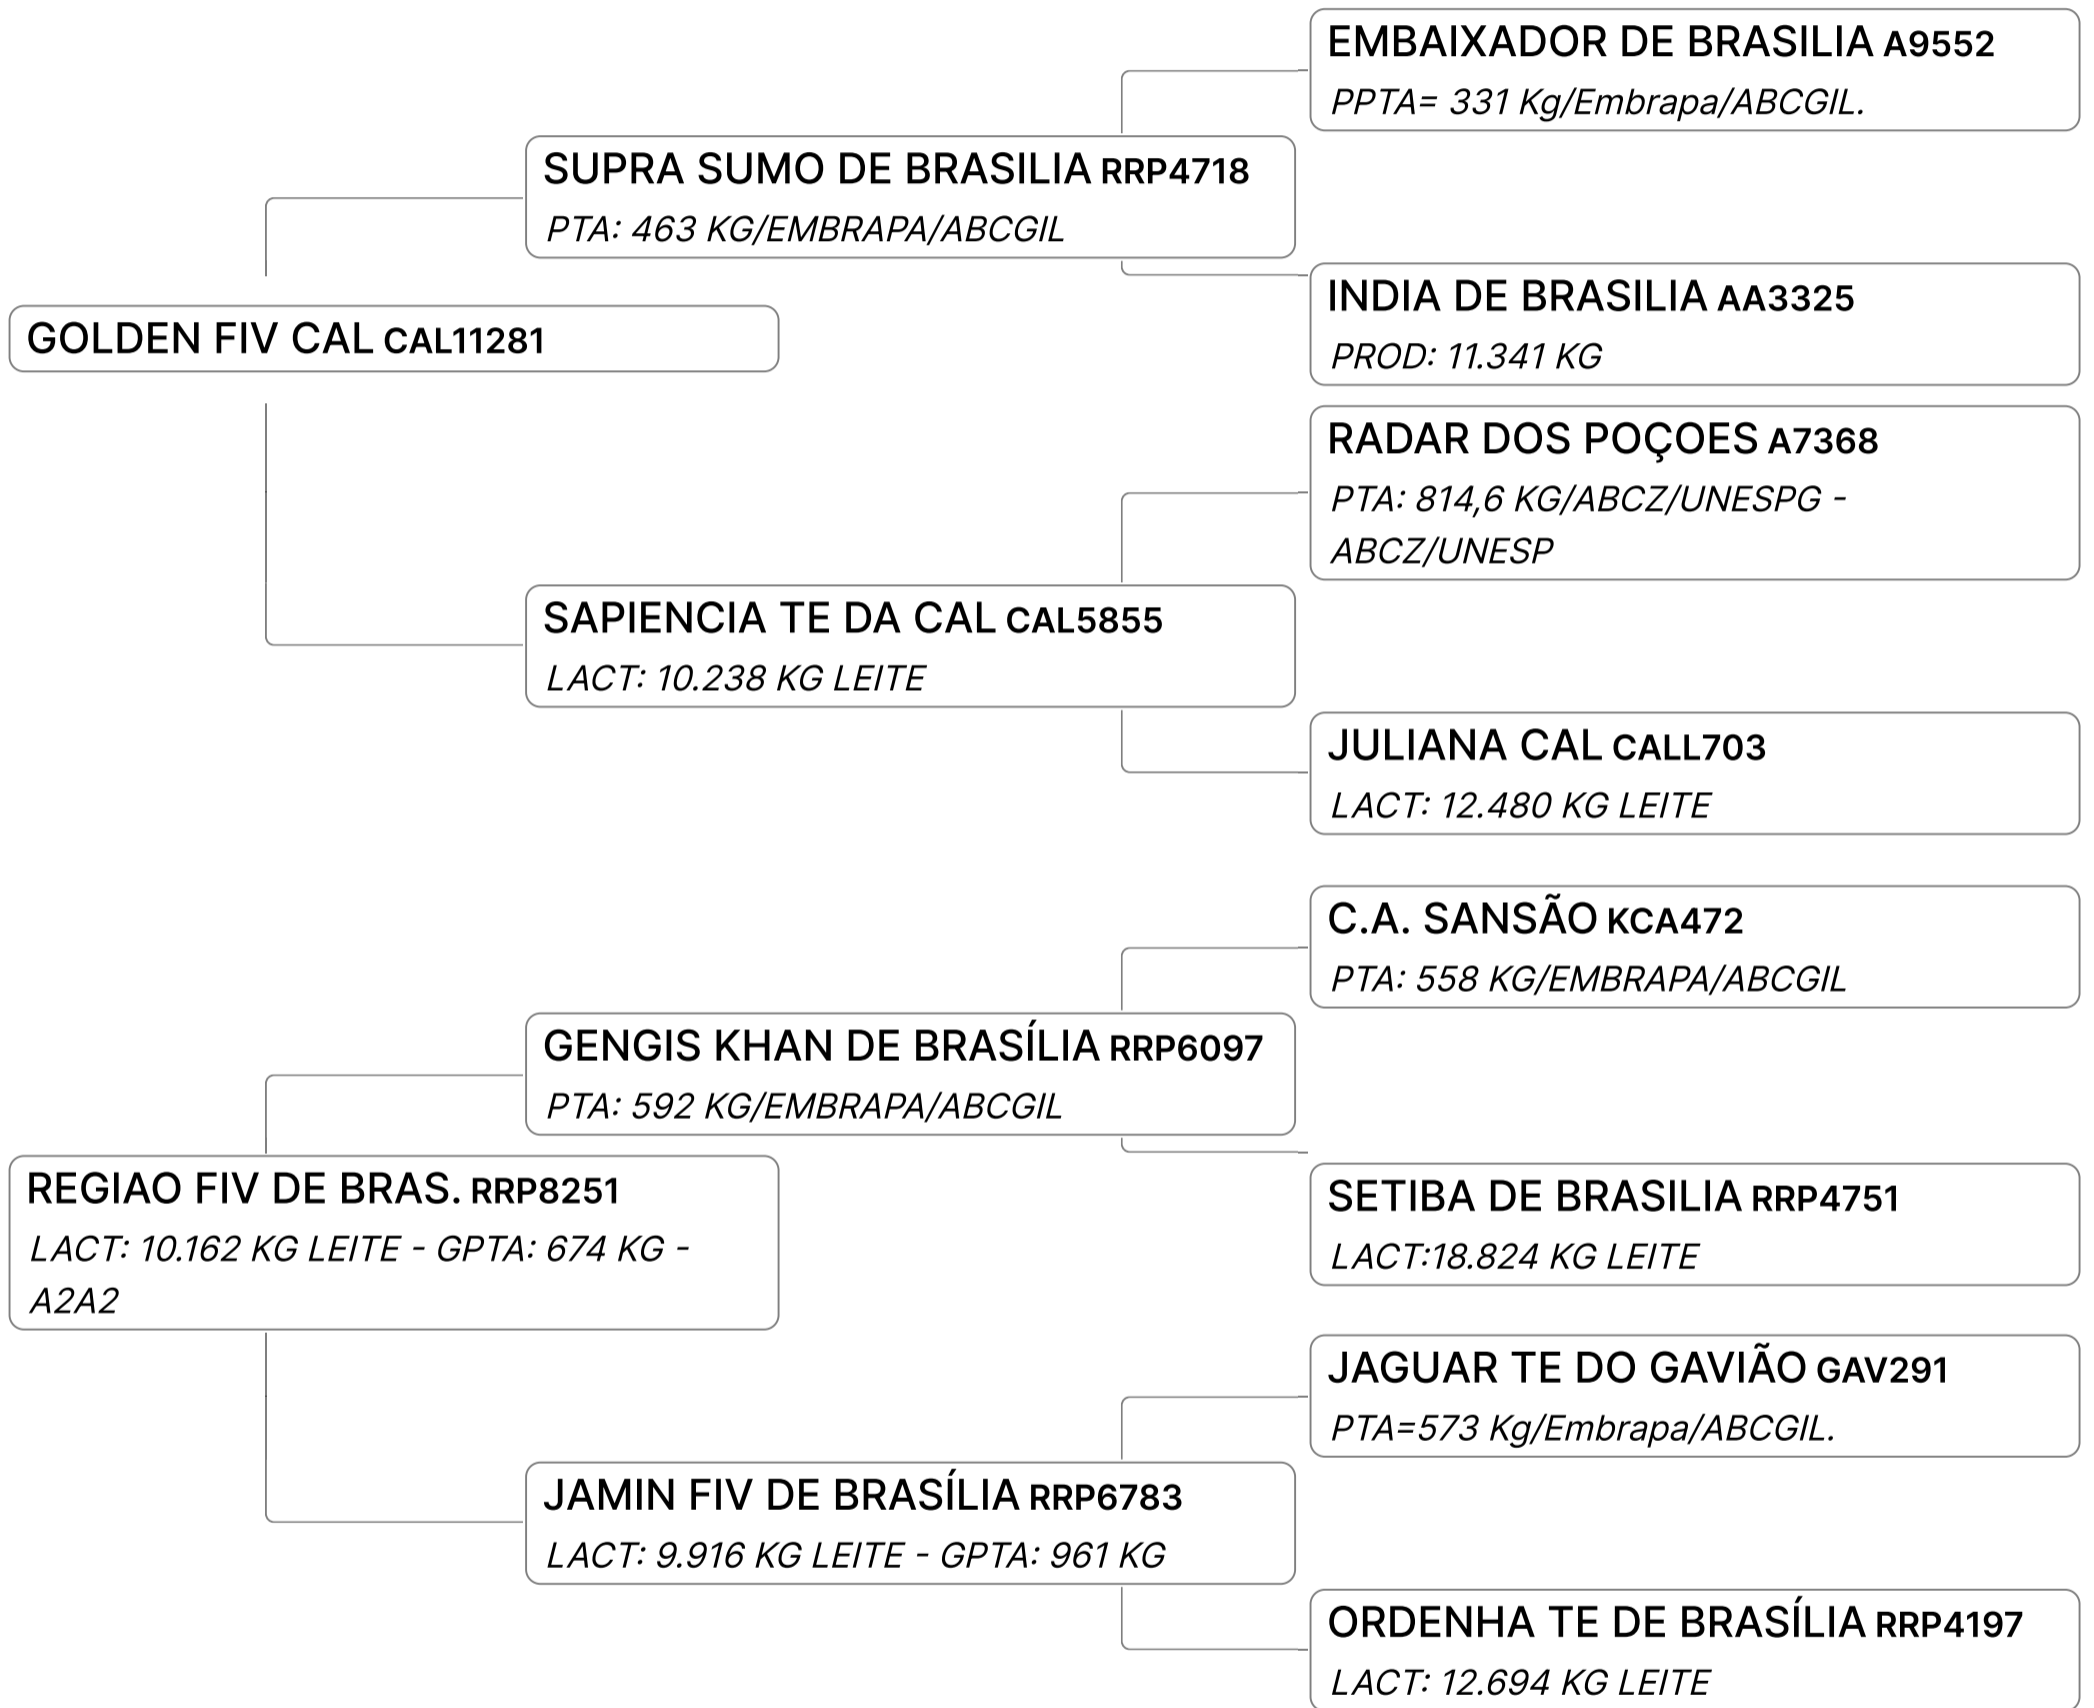 EMBAIXADOR DE BRASILIA A9552
PPTA= 331 Kg/Embrapa/ABCGIL.
SUPRA SUMO DE BRASILIA RRP4718
PTA: 463 KG/EMBRAPA/ABCGIL
INDIA DE BRASILIA AA3325
PROD: 11.341 KG
GOLDEN FIV CAL CAL11281
RADAR DOS POÇOES A7368
PTA: 814,6 KG/ABCZ/UNESPG -
ABCZ/UNESP
SAPIENCIA TE DA CAL CAL5855
LACT: 10.238 KG LEITE
JULIANA CAL CALL703
LACT: 12.480 KG LEITE
C.A. SANSÃO KCA472
PTA: 558 KG/EMBRAPA/ABCGIL
GENGIS KHAN DE BRASÍLIA RRP6097
PTA: 592 KG/EMBRAPA/ABCGIL
SETIBA DE BRASILIA RRP4751
LACT:18.824 KG LEITE
REGIAO FIV DE BRAS. RRP8251
LACT: 10.162 KG LEITE - GPTA: 674 KG -
A2A2
JAGUAR TE DO GAVIÃO GAV291
PTA=573 Kg/Embrapa/ABCGIL.
JAMIN FIV DE BRASÍLIA RRP6783
LACT: 9.916 KG LEITE - GPTA: 961 KG
ORDENHA TE DE BRASÍLIA RRP4197
LACT: 12.694 KG LEITE